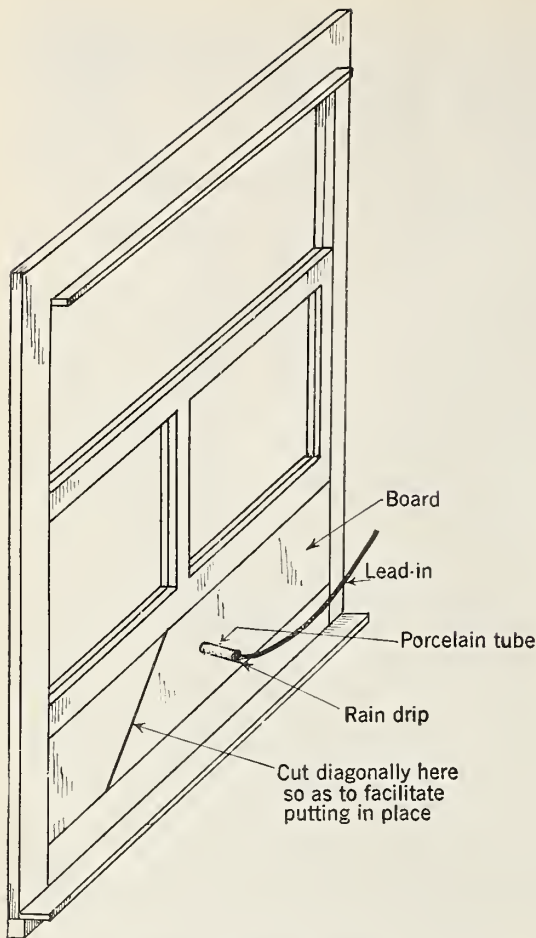 Board
Lead-in
Porcelain tube
Rain drip
Cut diagonally here
so as to facilitate
putting in place